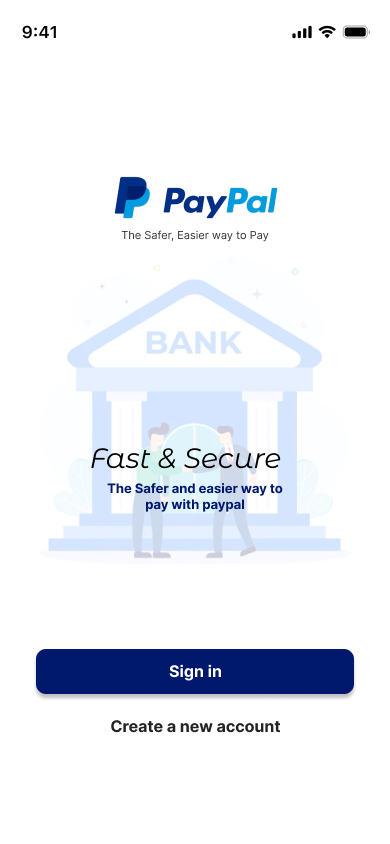 9:41
PayPal
The Safer, Easier way to Pay
BANK
Fast & Secure
The Safer and easier way to
pay with paypal
Sign in
Create a new account